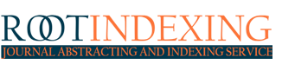 ROOTINDEXING
JOURNAL ABSTRACTING AND INDEXING SERVICE